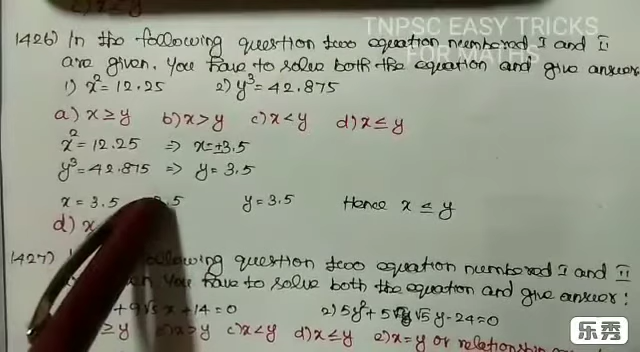 TNPSC EASY TRICKS
FOR MATHS
1426) In the following question two equation numbered I and II
are given. You have to solve both the equation and give answer
1) x² = 12.25 2) y³ = 42.875
a) x ≥ y b) x > y c) x < y d) x ≤ y
x² = 12.25 ⇒ x = ±3.5
y³ = 42.875 ⇒ y = 3.5
x = 3.5 y = 3.5 Hence x ≤ y
d) x
1427) following question two equation numbered I and II
You have to solve both the equation and give answer:
+ 9√5 x + 14 = 0 2) 5y² + 5 √5 y - 24 = 0
≥ y x > y c) x < y d) x ≤ y e) x = y or relationship
乐秀